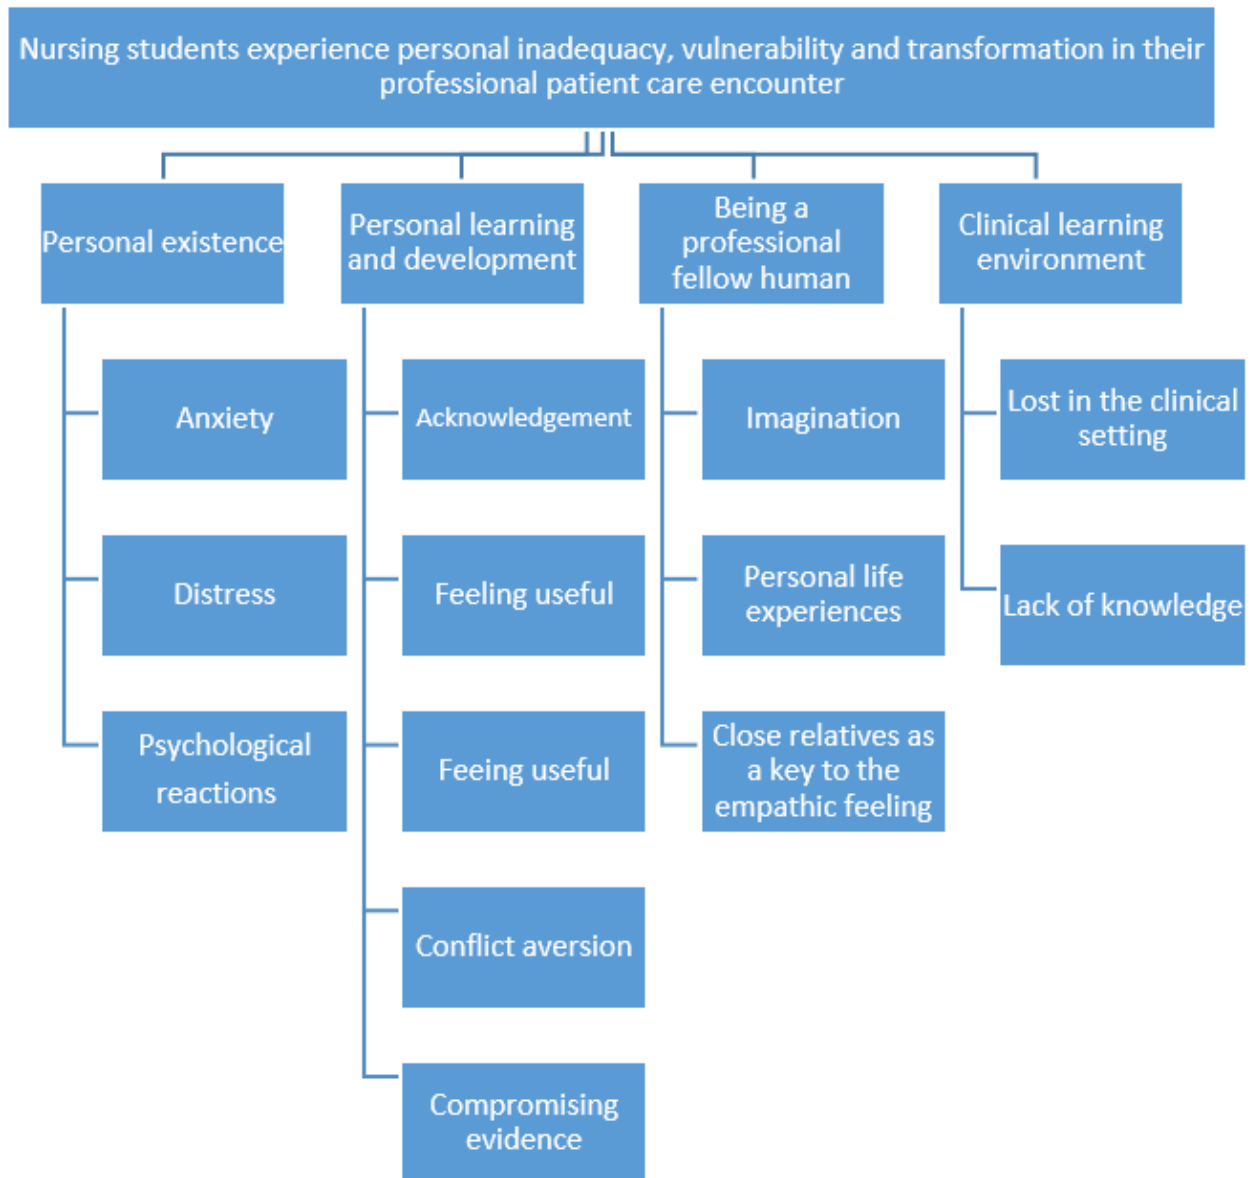 Nursing students experience personal inadequacy, vulnerability and transformation in their
professional patient care encounter
Personal existence
Personal learning
and development
Being a
professional
fellow human
Clinical learning
environment
Anxiety
Distress
Psychological
reactions
Acknowledgement
Feeling useful
Feeing useful
Conflict aversion
Compromising
evidence
Imagination
Personal life
experiences
Close relatives as
a key to the
empathic feeling
Lost in the clinical
setting
Lack of knowledge